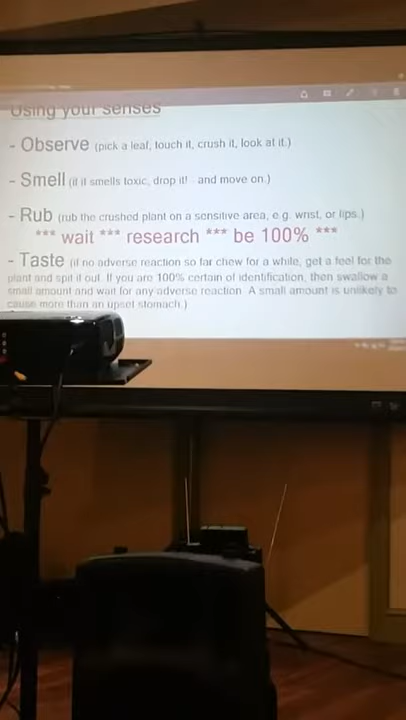 Using your senses
- Observe (pick a leaf, touch it, crush it, look at it.)
- Smell (if it smells toxic, drop it! - and move on.)
- Rub (rub the crushed plant on a sensitive area, e.g. wrist, or lips.)
*** wait *** research *** be 100% ***
- Taste (if no adverse reaction so far chew for a while, get a feel for the
plant and spit it out. If you are 100% certain of identification, then swallow a
small amount and wait for any adverse reaction. A small amount is unlikely to
cause more than an upset stomach.)